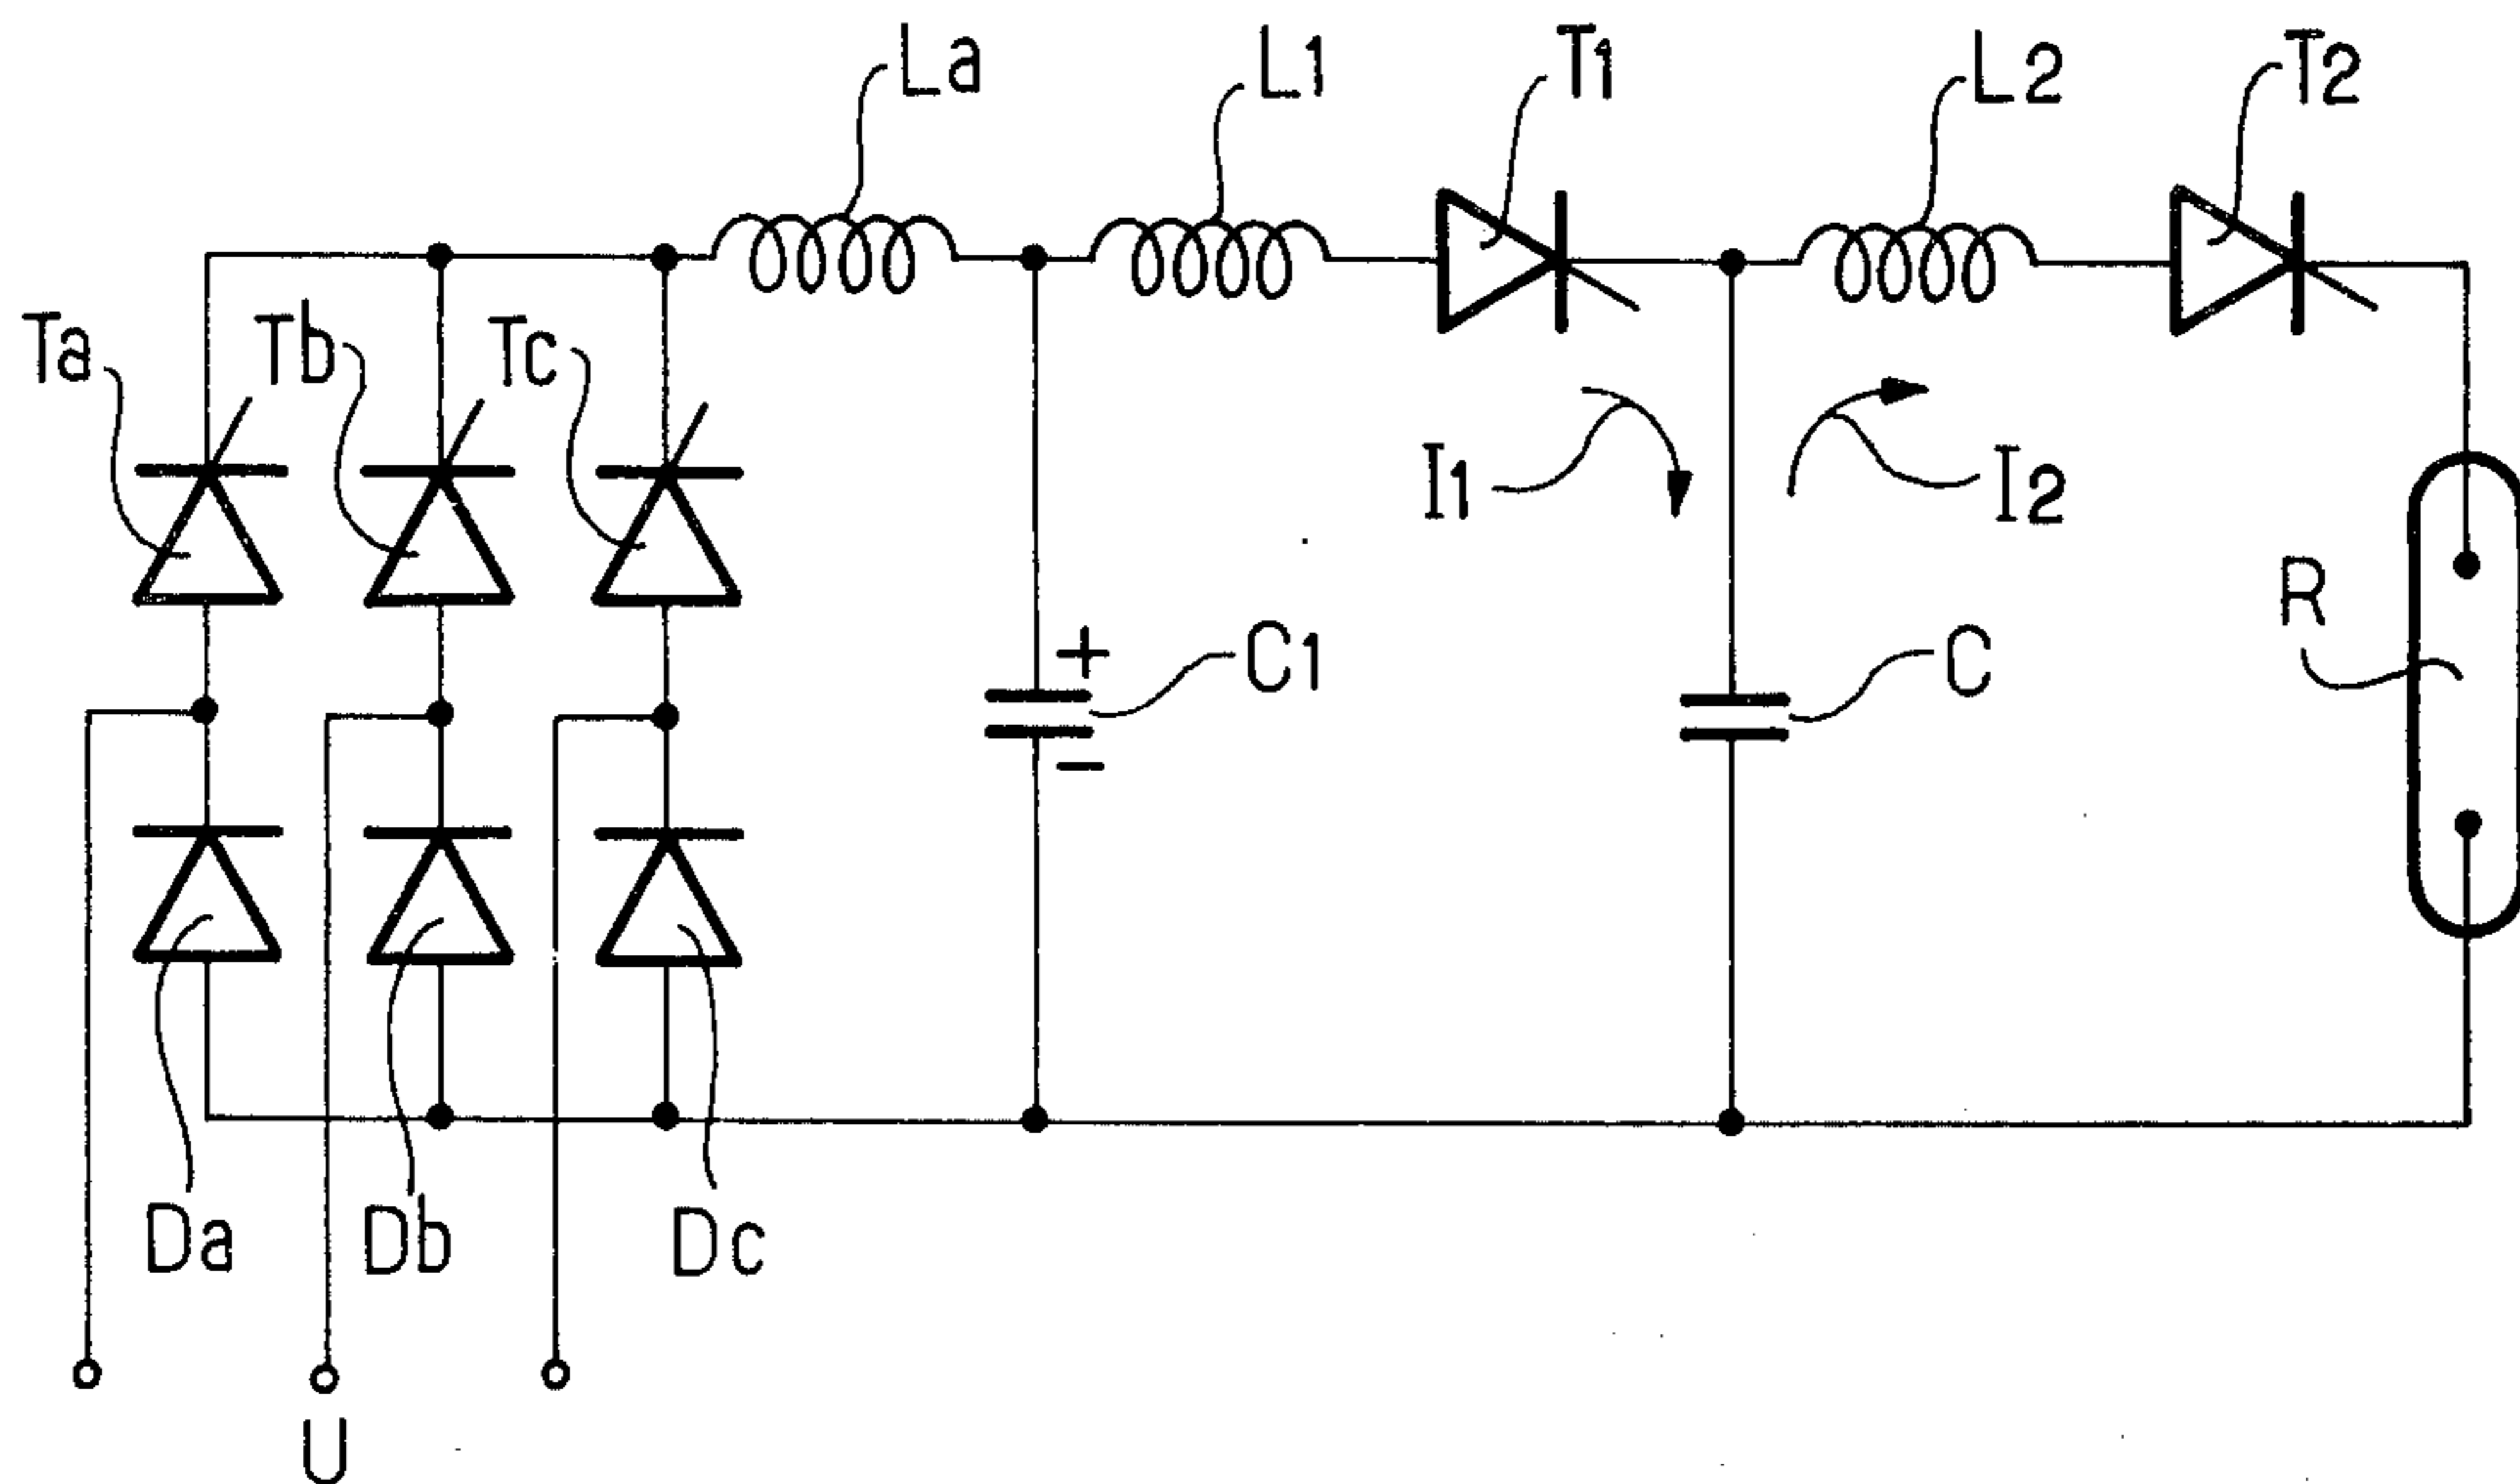 La
L1
T1
L2
T2
Ta
Tb
Tc
I1
I2
R
+
C1
C
−
Da
Db
Dc
U